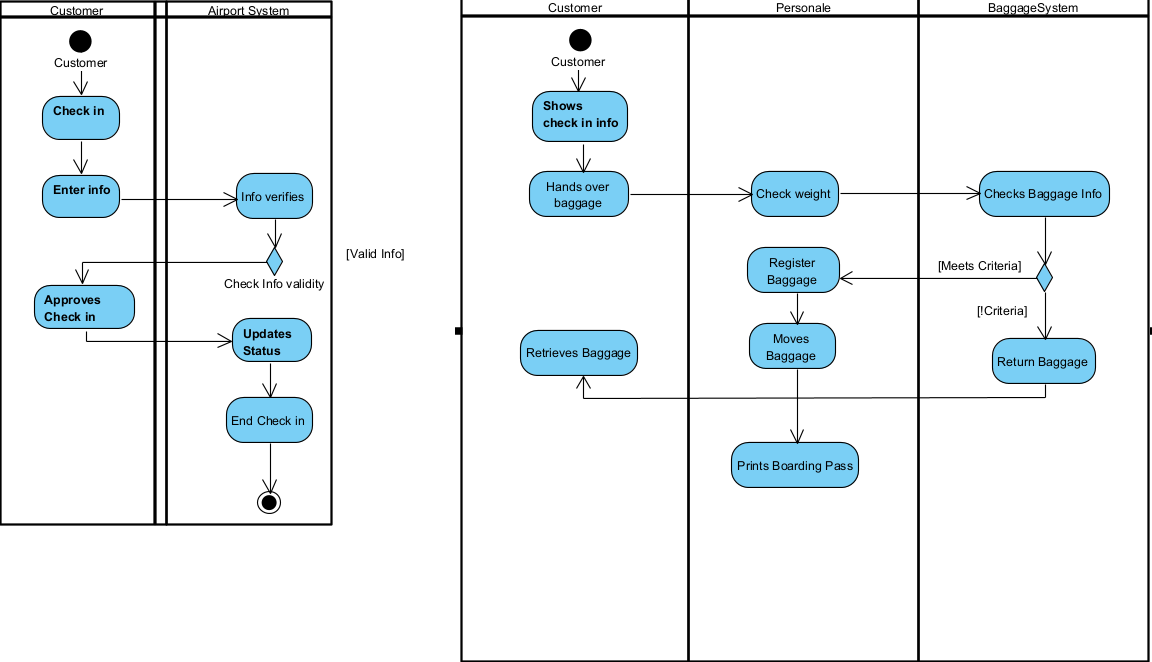 Customer
Airport System
Customer
Check in
Enter info
Info verifies
[Valid Info]
Check Info validity
Approves
Check in
Updates
Status
End Check in
Customer
Personale
BaggageSystem
Customer
Shows
check in info
Hands over
baggage
Check weight
Checks Baggage Info
[Meets Criteria]
Register
Baggage
[!Criteria]
Moves
Baggage
Retrieves Baggage
Return Baggage
Prints Boarding Pass